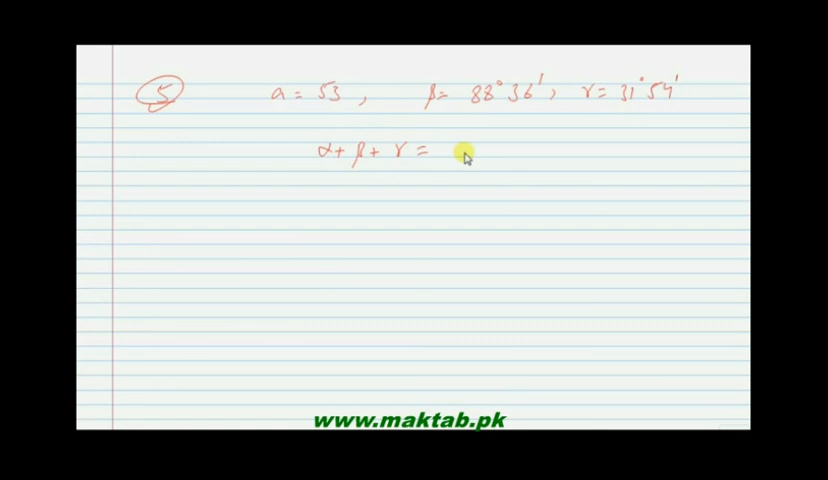 5 a = 53 , β = 88° 36' , γ = 31° 54'
α + β + γ =
www.maktab.pk